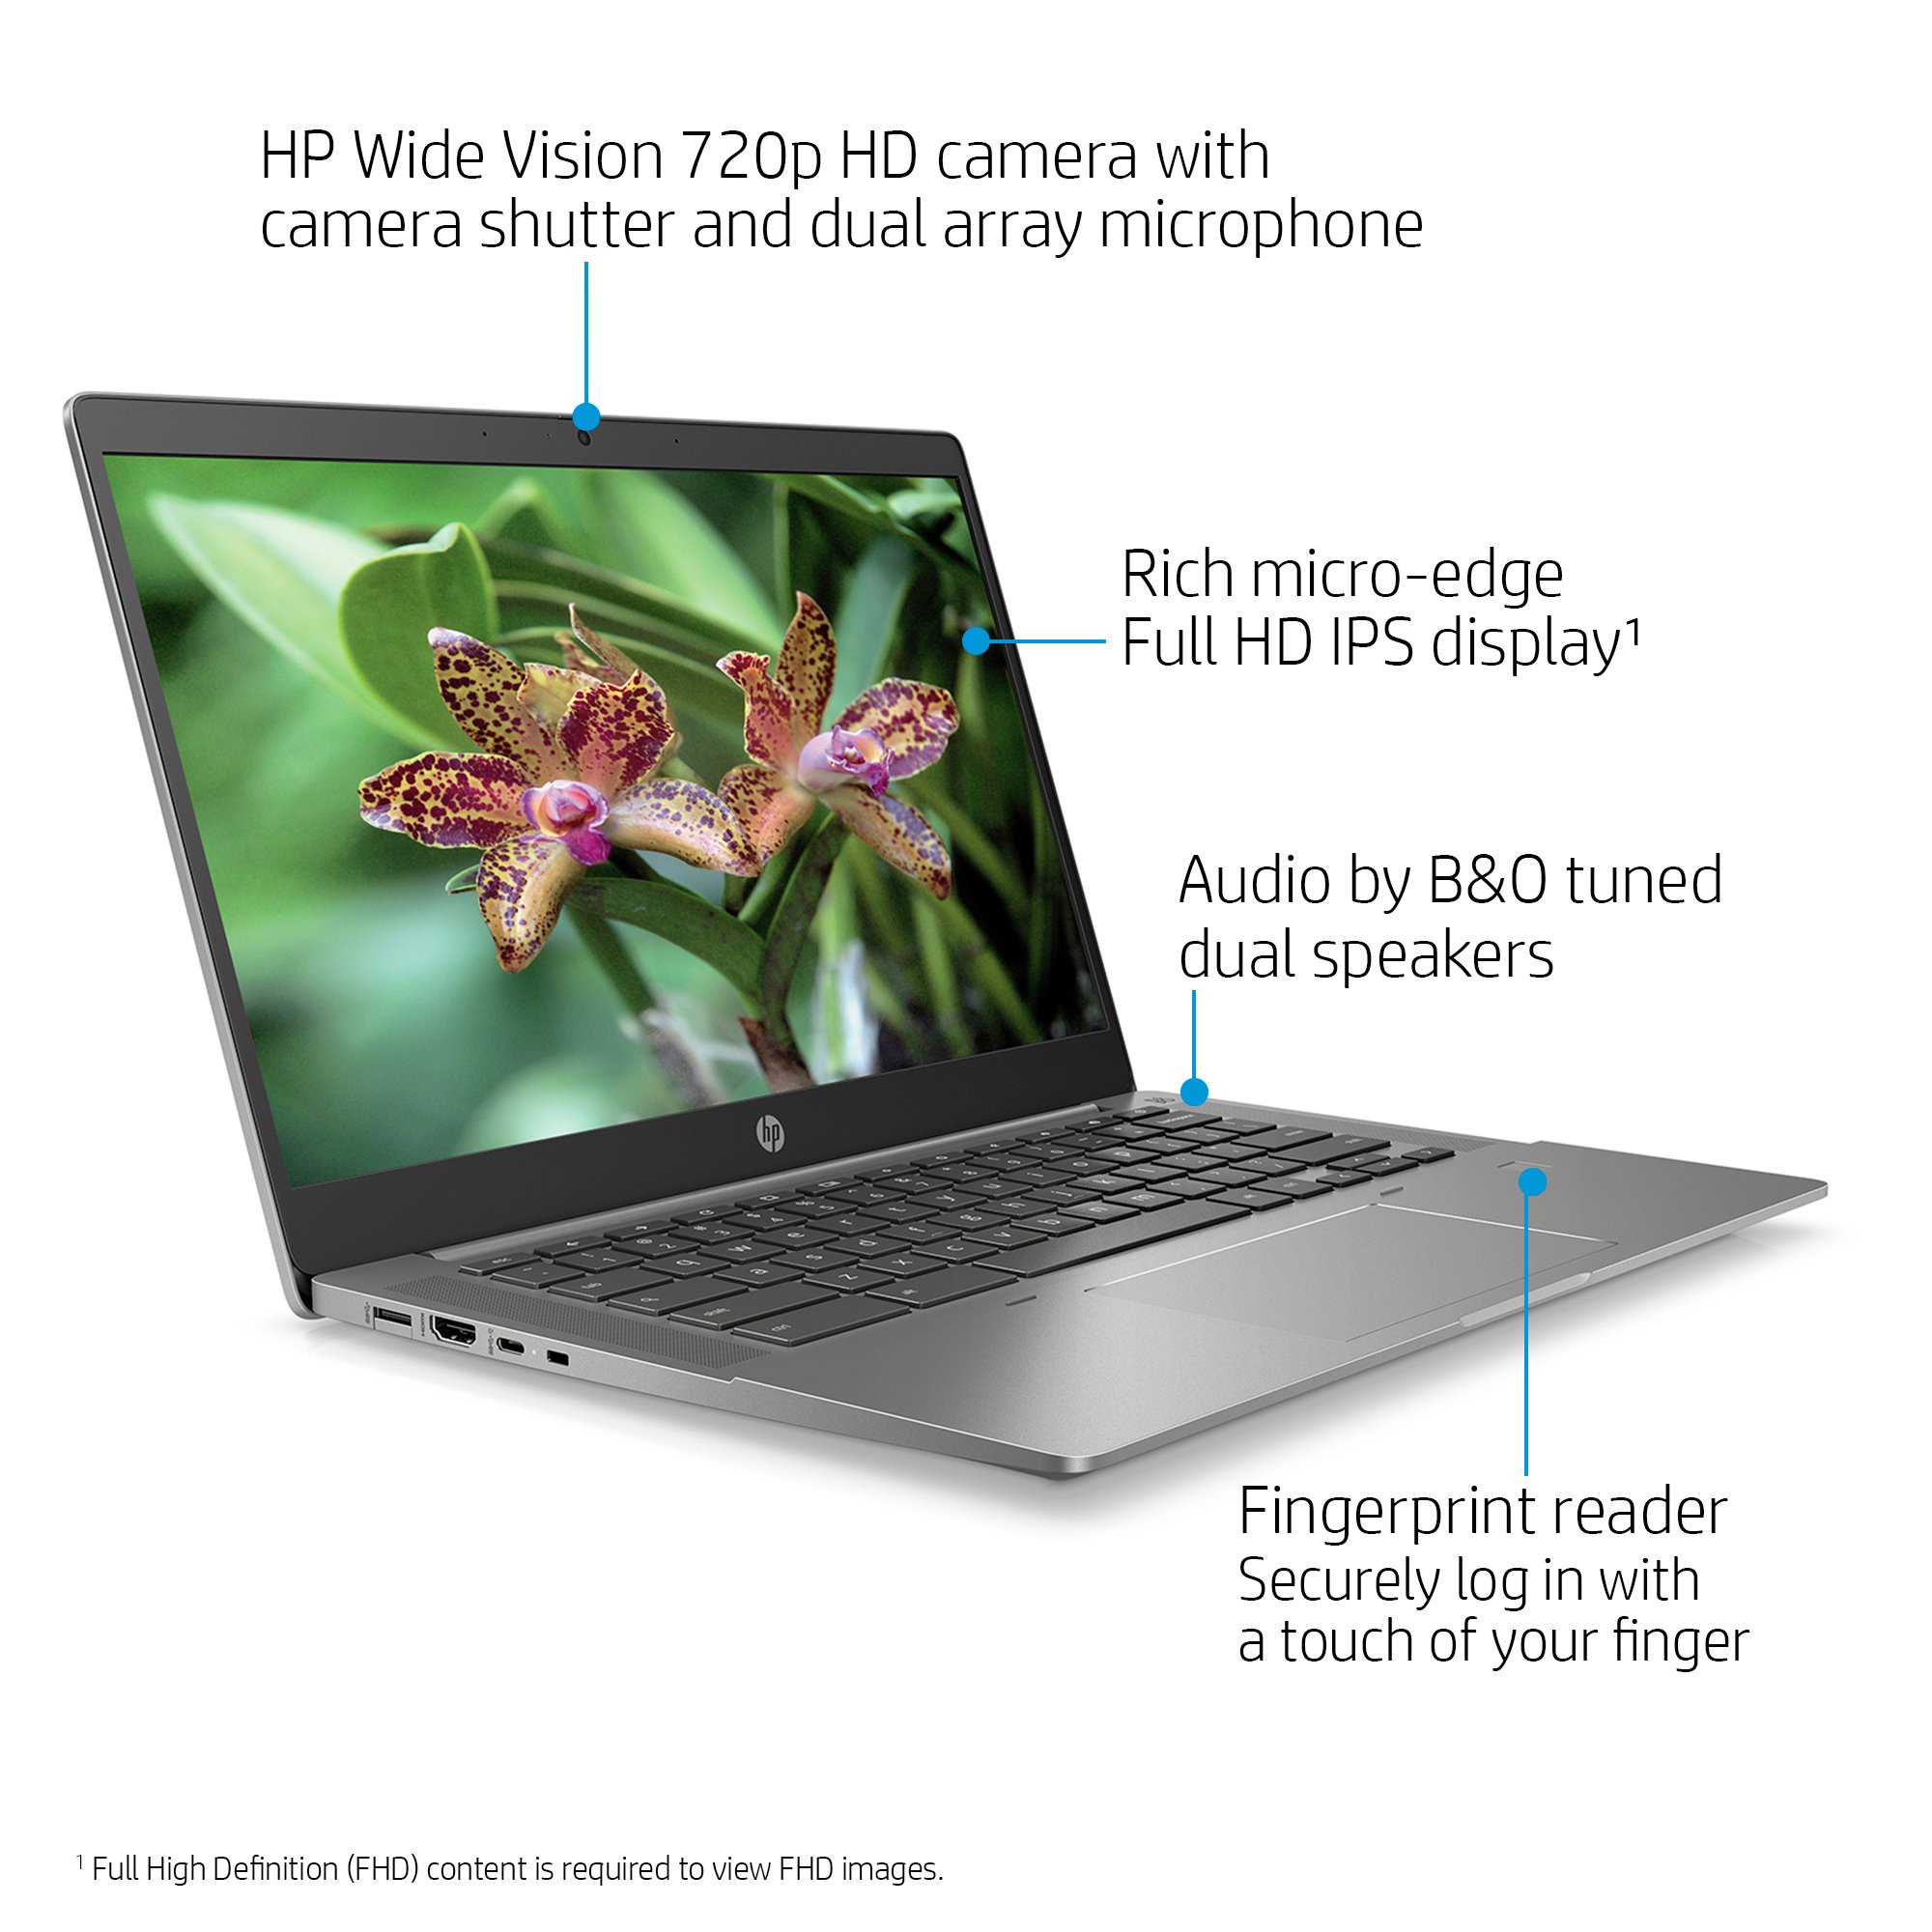 HP Wide Vision 720p HD camera with
camera shutter and dual array microphone
Rich micro-edge
Full HD IPS display¹
Audio by B&O tuned
dual speakers
hp
Fingerprint reader
Securely log in with
a touch of your finger
¹ Full High Definition (FHD) content is required to view FHD images.